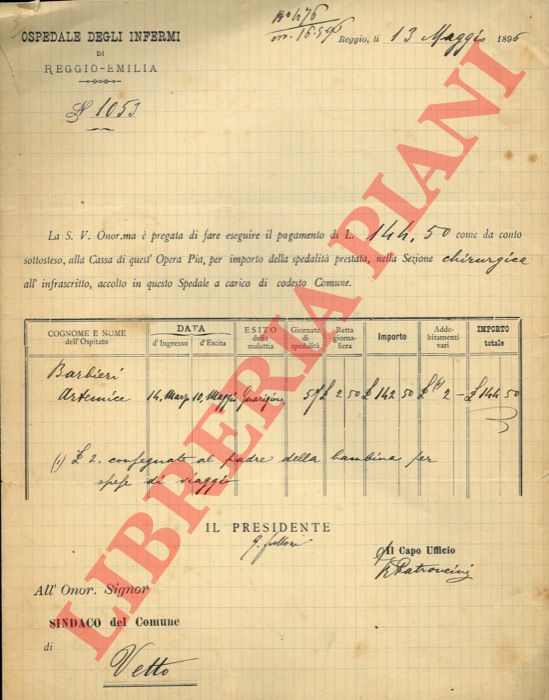 OSPEDALE DEGLI INFERMI
DI
REGGIO-EMILIA
N 1053
No 476
Reggio, li 13 Maggio 1896
La S. V. Onor.ma è pregata di fare eseguire il pagamento di L. 144,50 come da conto
sottosteso, alla Cassa di quest' Opera Pia, per importo della spedalità prestata, nella Sezione chirurgica
all' infrascritto, accolto in questo Spedale a carico di codesto Comune.
COGNOME E NOME dell'Ospitato DATA d'Ingresso d'Escita ESITO della malattia Giornate di spedalità Retta giornaliera Importo Addebitamenti vari IMPORTO totale
Barbieri
Artemice 14 Marzo 10 Maggio Guarigione 57 £ 2 50 £ 142 50 £ (1) 2 - £ 144 50
(1) £ 2. consegnate al padre della bambina per
spese di viaggio
IL PRESIDENTE
Il Capo Ufficio
All' Onor. Signor
SINDACO del Comune
di Vetto
LIBRERIA PIANI